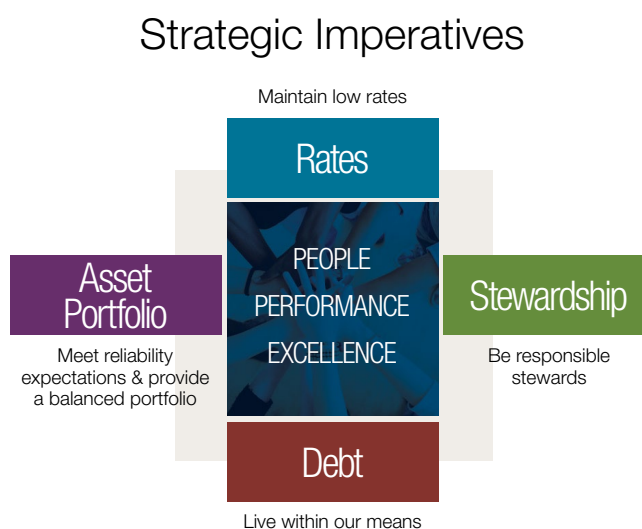 Strategic Imperatives
Maintain low rates
Rates
PEOPLE
PERFORMANCE
EXCELLENCE
Asset
Portfolio
Meet reliability
expectations & provide
a balanced portfolio
Stewardship
Be responsible
stewards
Debt
Live within our means